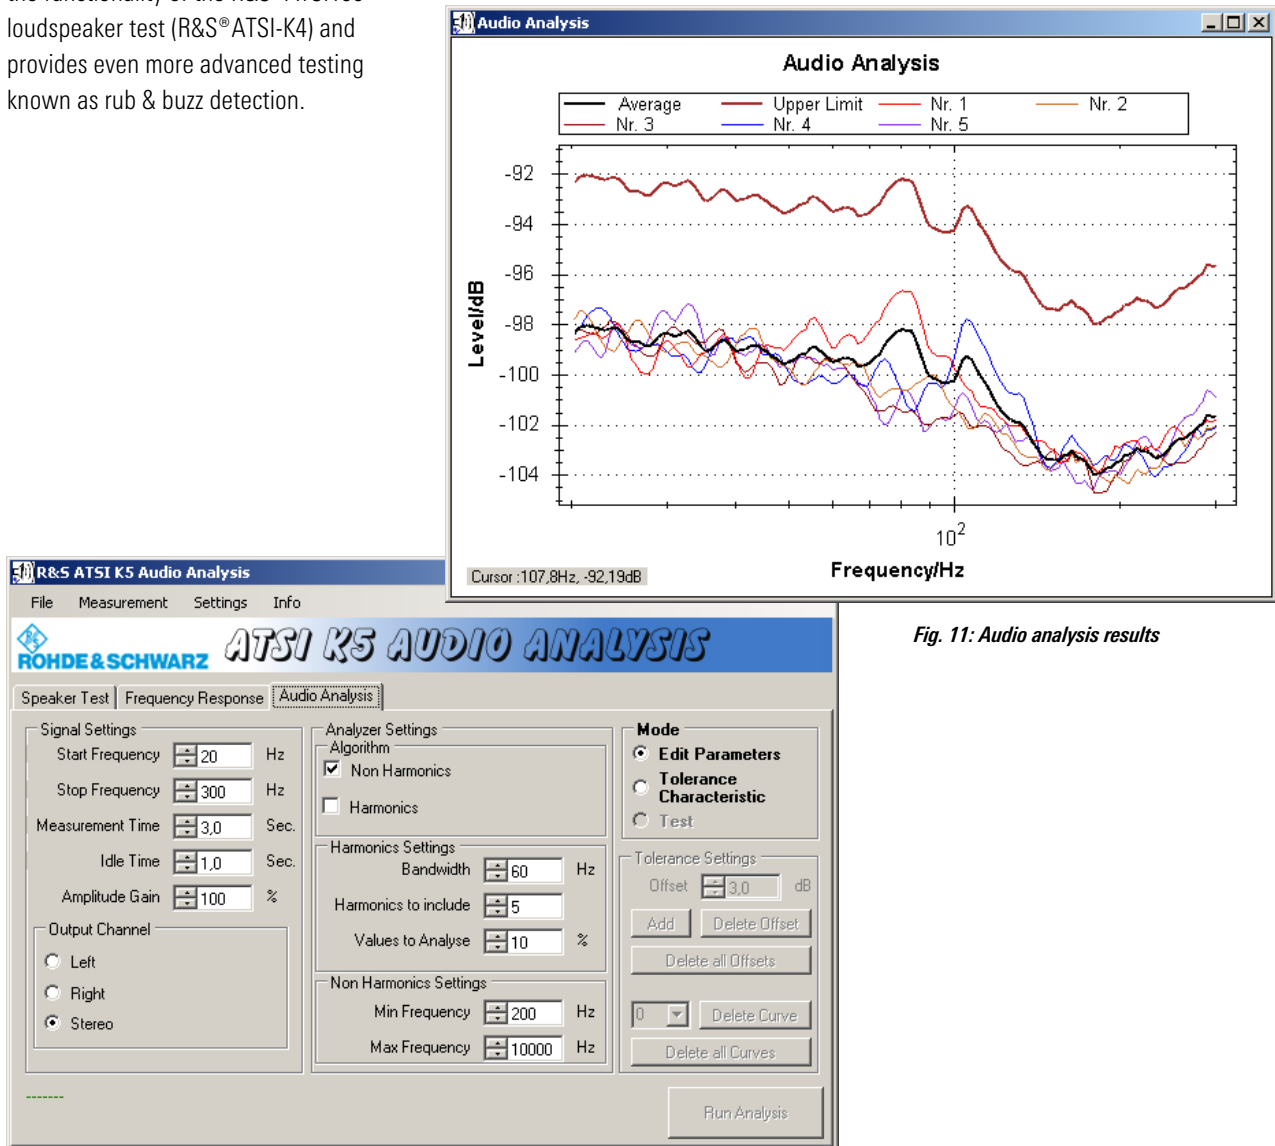 loudspeaker test (R&S®ATSI-K4) and
provides even more advanced testing
known as rub & buzz detection.
Audio Analysis
Audio Analysis
Average Upper Limit Nr. 1 Nr. 2
Nr. 3 Nr. 4 Nr. 5
-92
-94
-96
-98
-100
-102
-104
Level/dB
10²
Frequency/Hz
Cursor :107,8Hz, -92,19dB
Fig. 11: Audio analysis results
R&S ATSI K5 Audio Analysis
File Measurement Settings Info
ROHDE & SCHWARZ
ATSI K5 AUDIO ANALYSIS
Speaker Test Frequency Response Audio Analysis
Signal Settings
Start Frequency 20 Hz
Stop Frequency 300 Hz
Measurement Time 3,0 Sec.
Idle Time 1,0 Sec.
Amplitude Gain 100 %
Output Channel
Left
Right
Stereo
Analyzer Settings
Algorithm
Non Harmonics
Harmonics
Harmonics Settings
Bandwidth 60 Hz
Harmonics to include 5
Values to Analyse 10 %
Non Harmonics Settings
Min Frequency 200 Hz
Max Frequency 10000 Hz
Mode
Edit Parameters
Tolerance
Characteristic
Test
Tolerance Settings
Offset 3,0 dB
Add Delete Offset
Delete all Offsets
0 Delete Curve
Delete all Curves
-------
Run Analysis